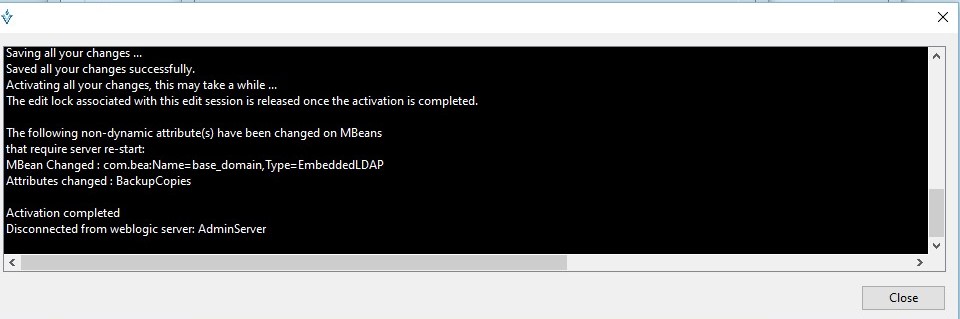 Saving all your changes ...
Saved all your changes successfully.
Activating all your changes, this may take a while ...
The edit lock associated with this edit session is released once the activation is completed.
The following non-dynamic attribute(s) have been changed on MBeans
that require server re-start:
MBean Changed : com.bea:Name=base_domain,Type=EmbeddedLDAP
Attributes changed : BackupCopies
Activation completed
Disconnected from weblogic server: AdminServer
Close